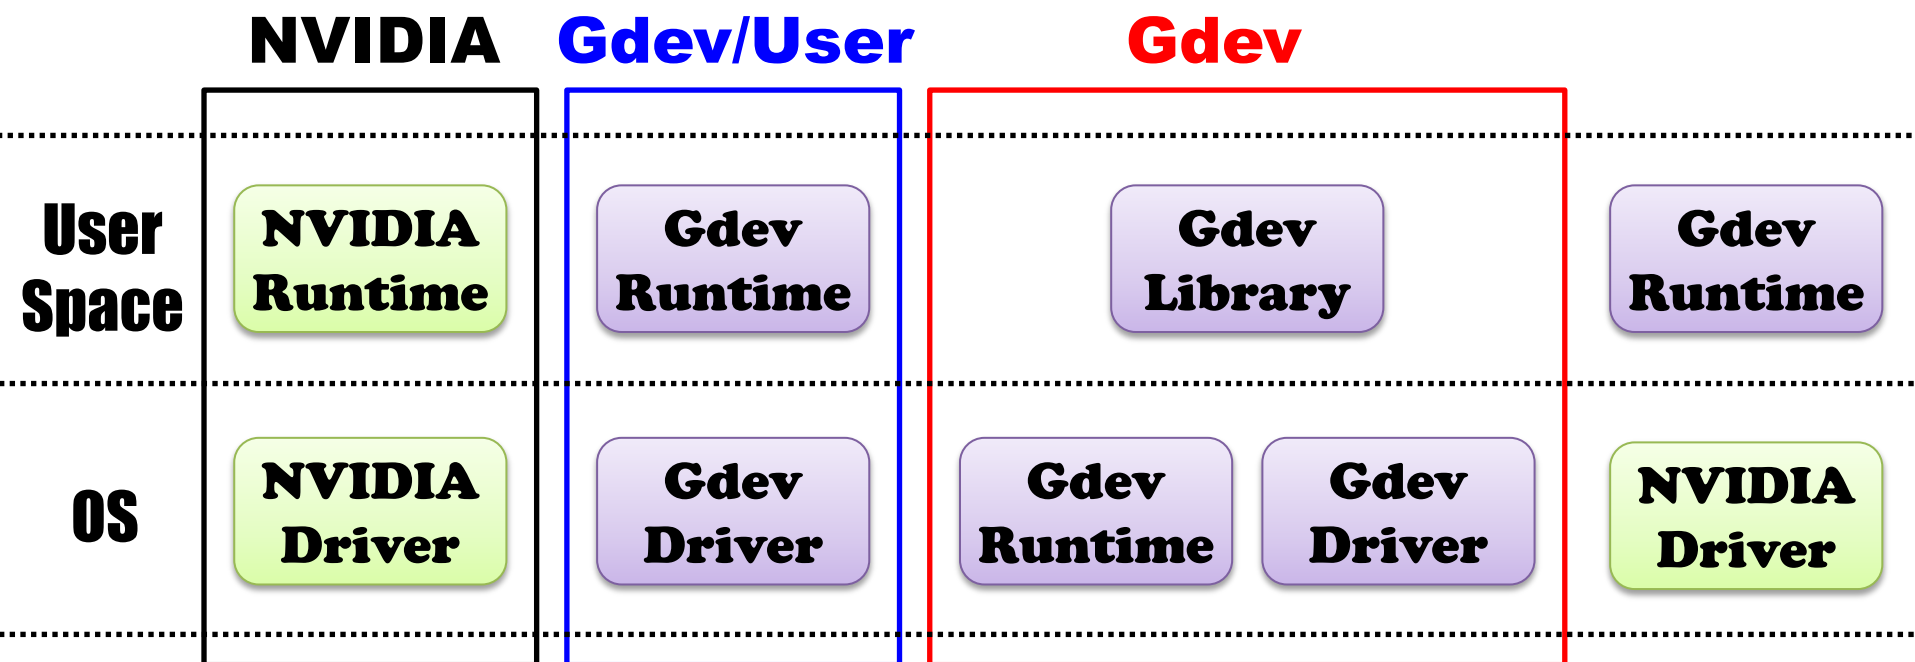 NVIDIA Gdev/User Gdev
User
Space
NVIDIA
Runtime
Gdev
Runtime
Gdev
Library
Gdev
Runtime
OS
NVIDIA
Driver
Gdev
Driver
Gdev
Runtime
Gdev
Driver
NVIDIA
Driver